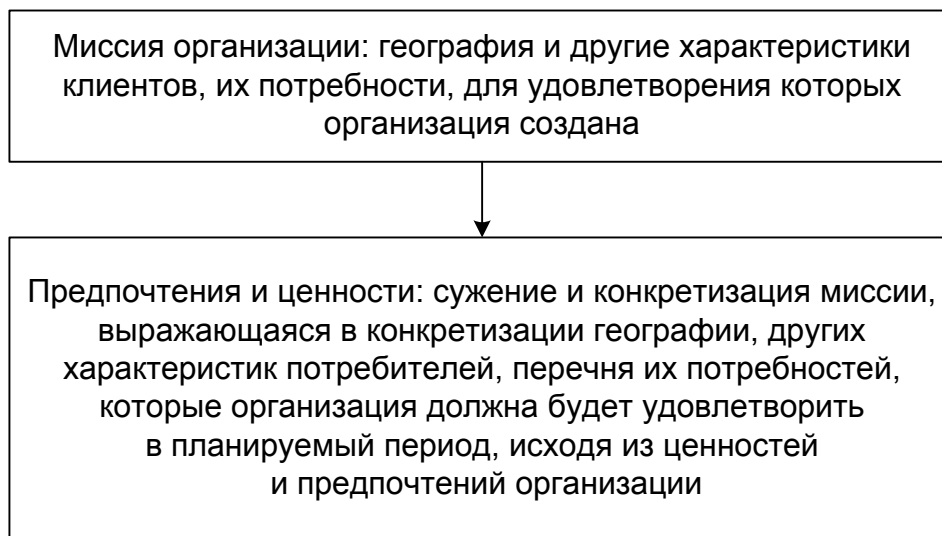 Миссия организации: география и другие характеристики
клиентов, их потребности, для удовлетворения которых
организация создана
Предпочтения и ценности: сужение и конкретизация миссии,
выражающаяся в конкретизации географии, других
характеристик потребителей, перечня их потребностей,
которые организация должна будет удовлетворить
в планируемый период, исходя из ценностей
и предпочтений организации